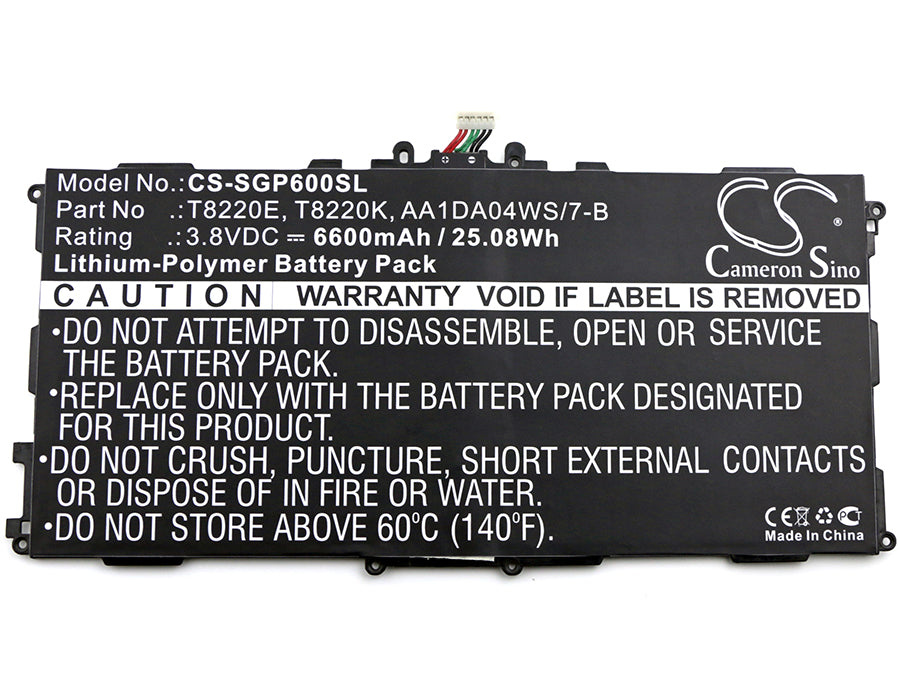 Model No.:CS-SGP600SL
Part No :T8220E, T8220K, AA1DA04WS/7-B
Rating :3.8VDC ⎓ 6600mAh / 25.08Wh
Lithium-Polymer Battery Pack
CS
Cameron Sino
CAUTION WARRANTY VOID IF LABEL IS REMOVED
•DO NOT ATTEMPT TO DISASSEMBLE, OPEN OR SERVICE
THE BATTERY PACK.
•REPLACE ONLY WITH THE BATTERY PACK DESIGNATED
FOR THIS PRODUCT.
•DO NOT CRUSH, PUNCTURE, SHORT EXTERNAL CONTACTS
OR DISPOSE OF IN FIRE OR WATER.
•DO NOT STORE ABOVE 60°C (140°F).
CE PCT
Made In China
+ -